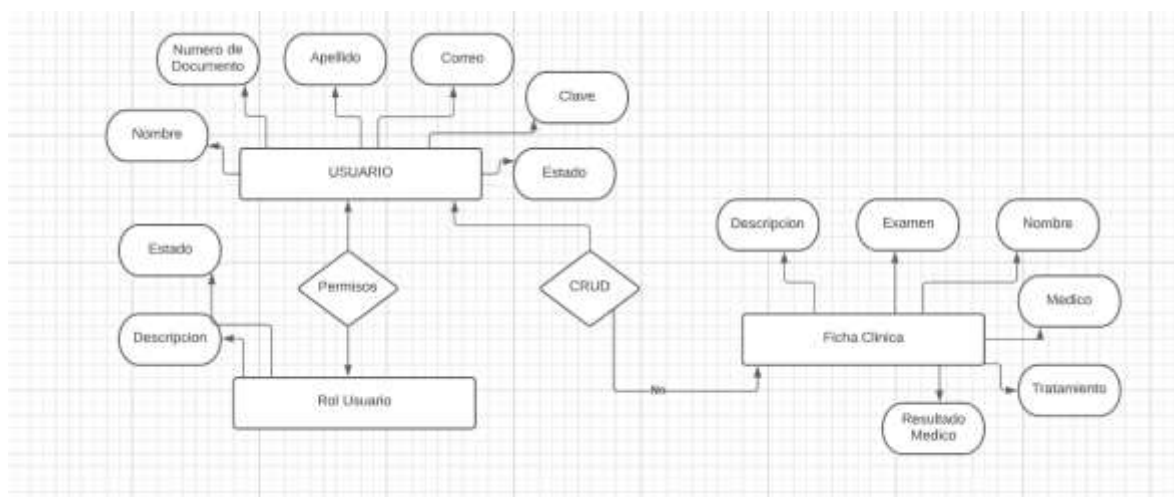 Numero de
Documento
Apellido
Correo
Clave
Nombre
USUARIO
Estado
Descripcion
Examen
Nombre
Estado
Permisos
CRUD
Medico
Descripcion
Ficha Clinica
Rol Usuario
No
Tratamiento
Resultado
Medico